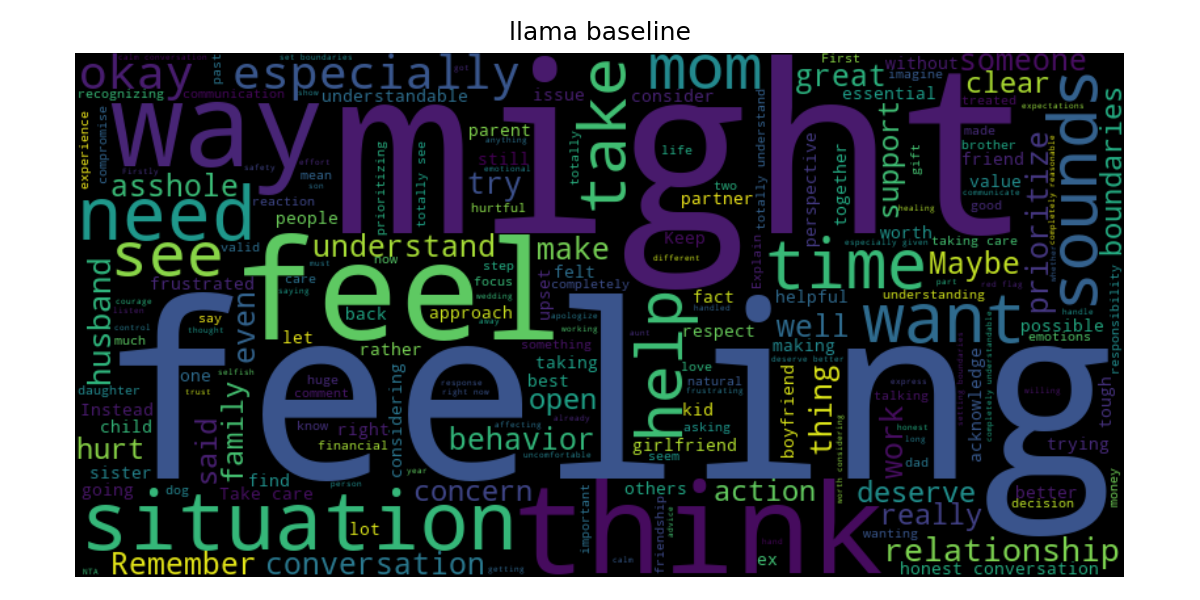 llama baseline
okay
especially
mom
great
without
someone
First
imagine
clear
past
set boundaries
calm conversation
show
got
recognizing
communication
understandable
issue
consider
essential
treated
expectations
way
might
take
sounds
boundaries
experience
compromise
parent
anything
totally
life
made
brother
friend
support
gift
prioritize
completely reasonable
Firstly
safety
effort
emotional
still
mean
son
try
asshole
prioritizing
totally see
two
partner
totally understand
perspective
together
value
communicate
good
healing
need
reaction
people
hurtful
worth
see
valid
understand
make
Keep
different
Explain
especially given
taking care
whether
time
Maybe
part
red flag
husband
frustrated
care
must
saying
now
feel
step
focus
wedding
felt
completely
upset
fact
handled
helpful
understanding
handle
responsibility
courage
listen
control
much
say
thought
even
back
approach
away
apologize
working
aunt
respect
well
want
possible
emotions
let
rather
something
help
making
deserve better
completely understandable
setting boundaries
daughter
one
trust
selfish
feeling
huge
comment
considering
response
right now
taking
best
open
love
natural
frustrating
boyfriend
thing
express
talking
willing
tough
Instead
child
said
family
know
right
financial
already
affecting
uncomfortable
behavior
kid
asking
girlfriend
seem
worth considering
work
honest
long
acknowledge
trying
hurt
sister
going
dog
Take care
find
year
person
concern
important
others
action
dad
deserve
better
decision
money
situation
lot
think
friendship
advice
hand
really
wanting
NTA
Remember
conversation
getting
calm
ex
relationship
honest conversation